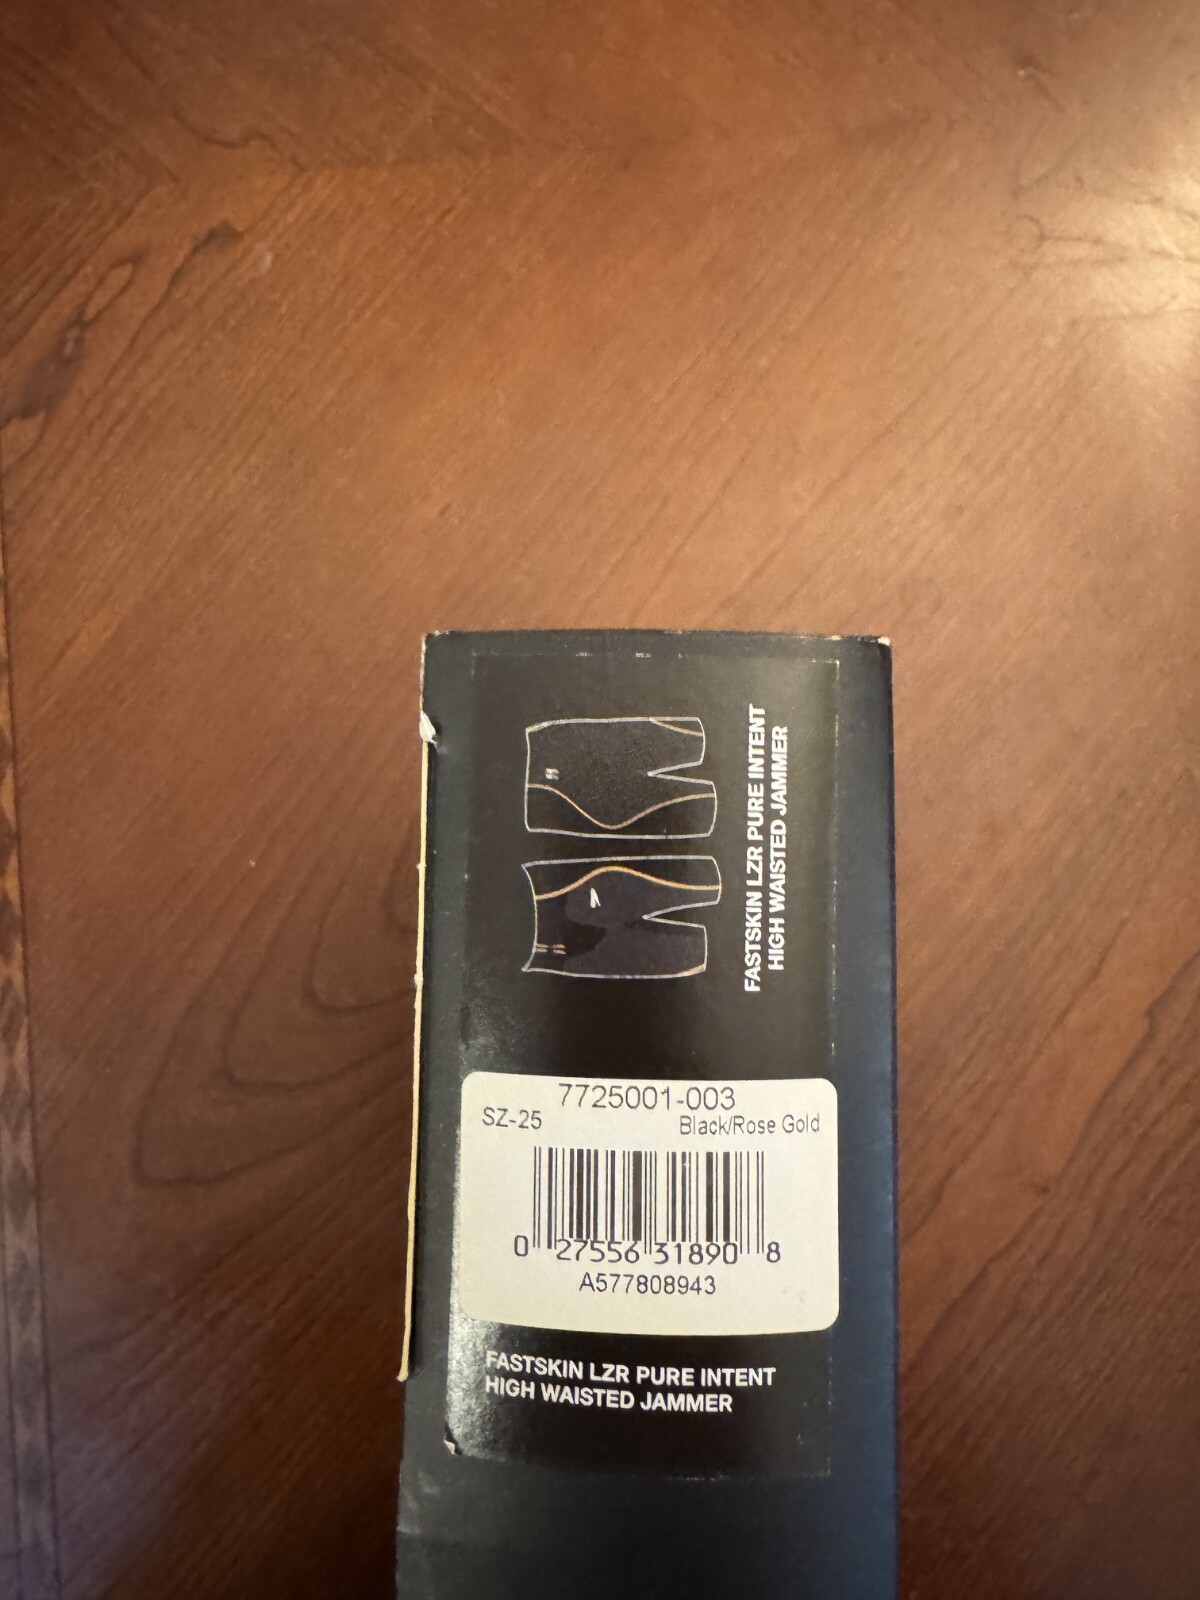 FASTSKIN LZR PURE INTENT
HIGH WAISTED JAMMER
7725001-003
SZ-25
Black/Rose Gold
0 27556 31890 8
A577808943
FASTSKIN LZR PURE INTENT
HIGH WAISTED JAMMER